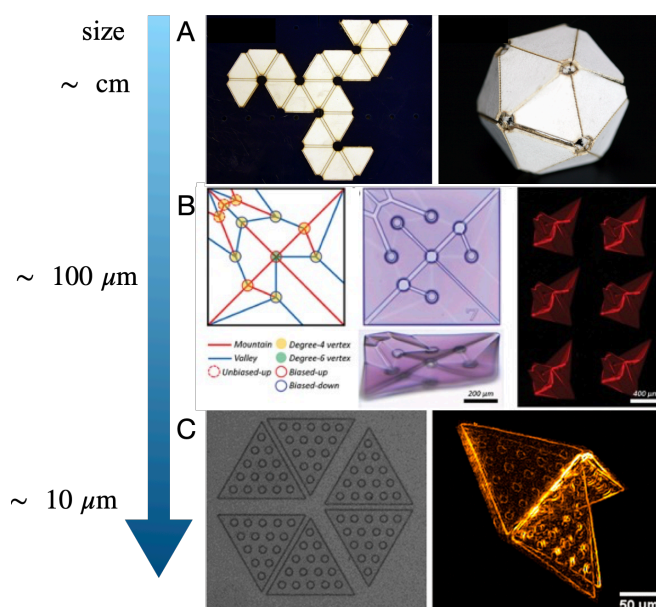 size
A
~ cm
B
~ 100 μm
7
Mountain
Degree-4 vertex
Valley
Degree-6 vertex
Unbiased-up
Biased-up
Biased-down
200 μm
400 μm
C
~ 10 μm
50 um